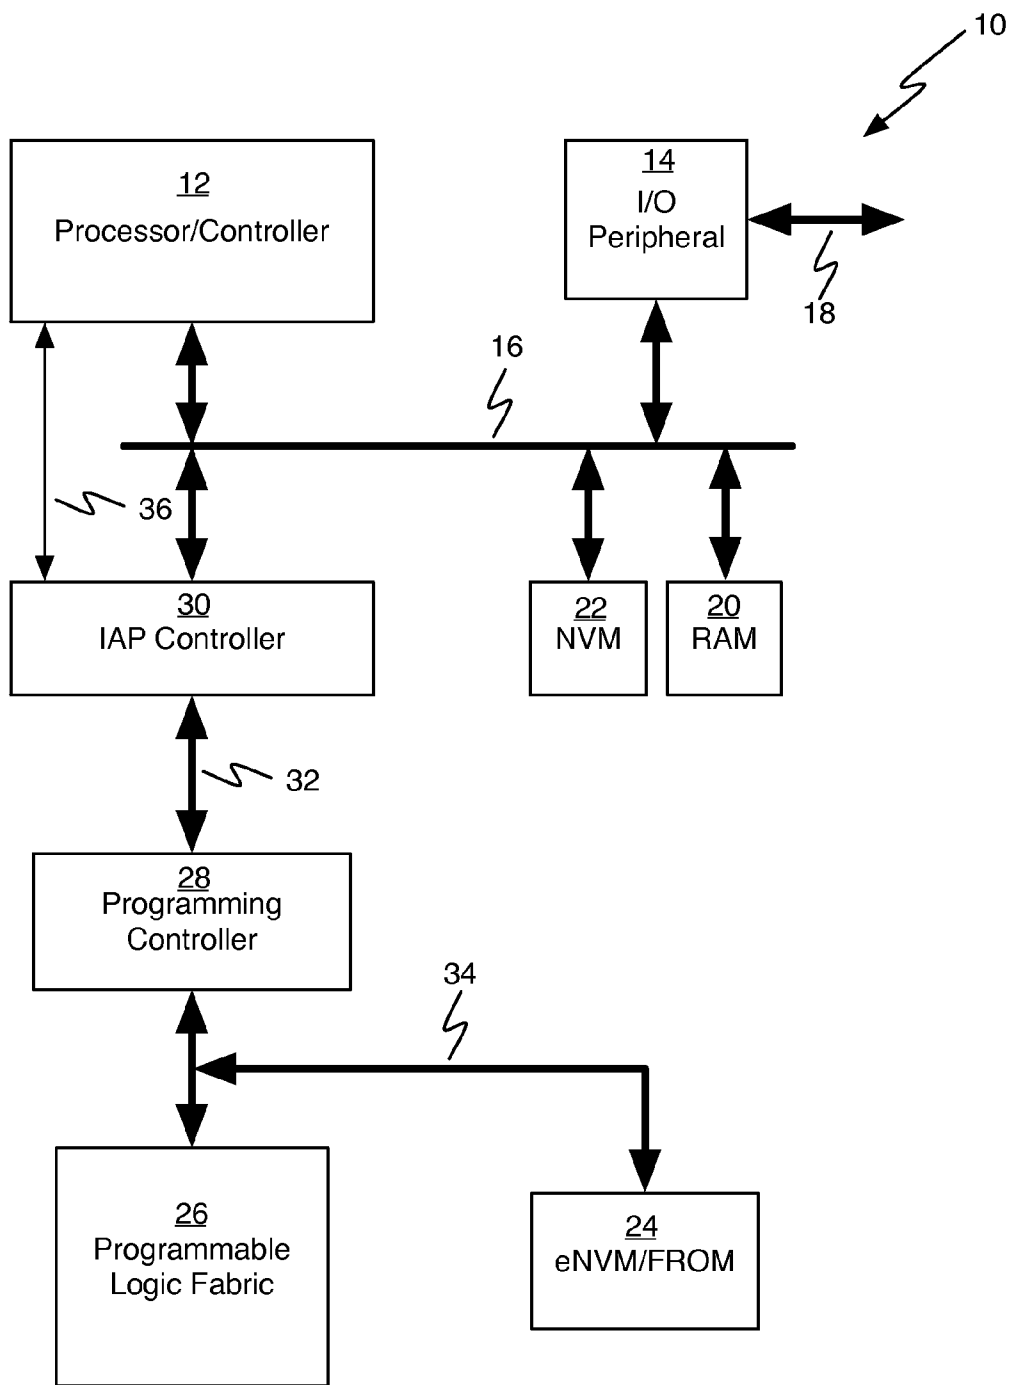 10
12
Processor/Controller
14
I/O
Peripheral
18
16
36
30
IAP Controller
22
NVM
20
RAM
32
28
Programming
Controller
34
26
Programmable
Logic Fabric
24
eNVM/FROM